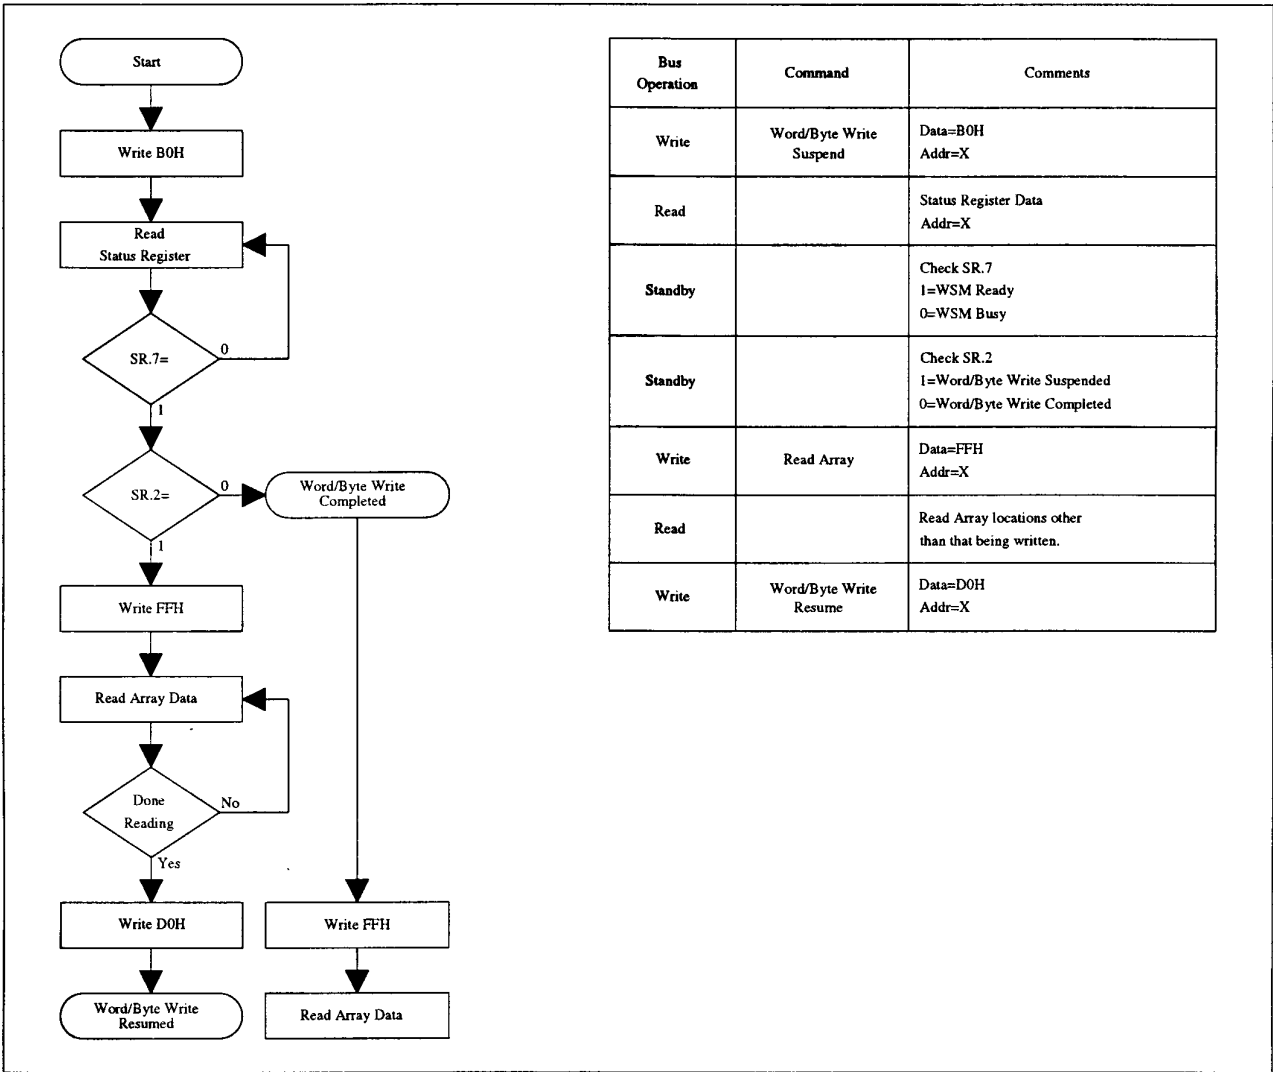 Start
Write B0H
Read
Status Register
SR.7=
0
1
SR.2=
0
Word/Byte Write
Completed
1
Write FFH
Read Array Data
Done
Reading
No
Yes
Write D0H
Write FFH
Word/Byte Write
Resumed
Read Array Data
Bus
Operation
Command
Comments
Write
Word/Byte Write
Suspend
Data=B0H
Addr=X
Read
Status Register Data
Addr=X
Standby
Check SR.7
1=WSM Ready
0=WSM Busy
Standby
Check SR.2
1=Word/Byte Write Suspended
0=Word/Byte Write Completed
Write
Read Array
Data=FFH
Addr=X
Read
Read Array locations other
than that being written.
Write
Word/Byte Write
Resume
Data=D0H
Addr=X